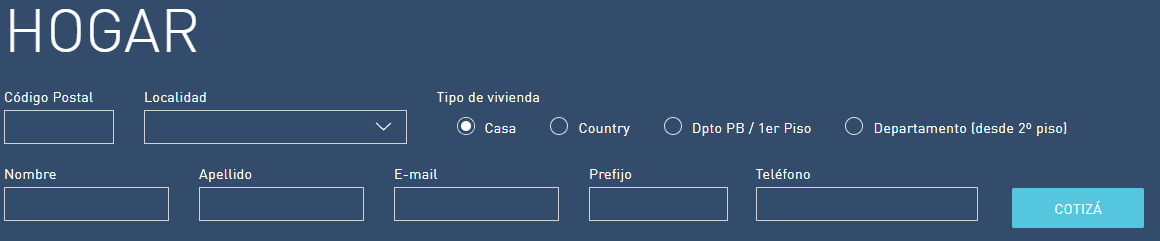 HOGAR
Código Postal
Localidad
Tipo de vivienda
Casa
Country
Dpto PB / 1er Piso
Departamento (desde 2º piso)
Nombre
Apellido
E-mail
Prefijo
Teléfono
COTIZÁ